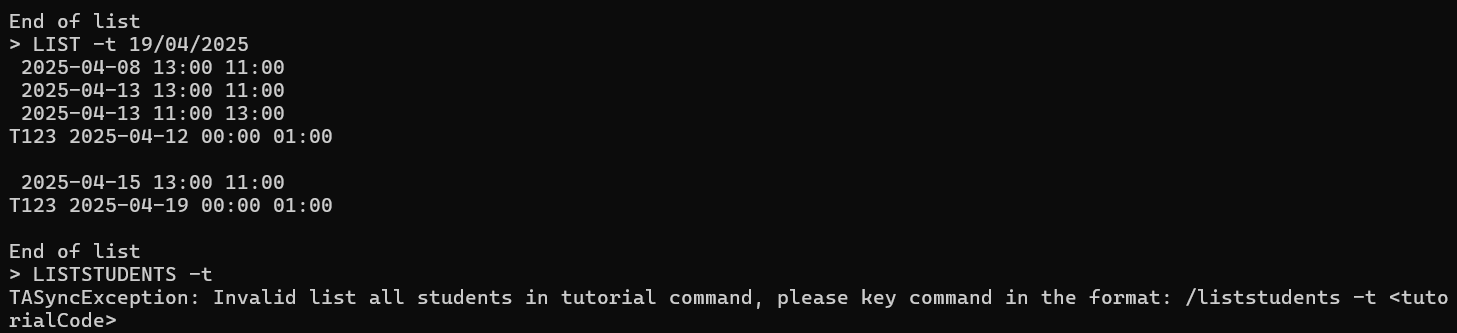 End of list
> LIST -t 19/04/2025
 2025-04-08 13:00 11:00
 2025-04-13 13:00 11:00
 2025-04-13 11:00 13:00
T123 2025-04-12 00:00 01:00

 2025-04-15 13:00 11:00
T123 2025-04-19 00:00 01:00

End of list
> LISTSTUDENTS -t
TASyncException: Invalid list all students in tutorial command, please key command in the format: /liststudents -t <tuto
rialCode>